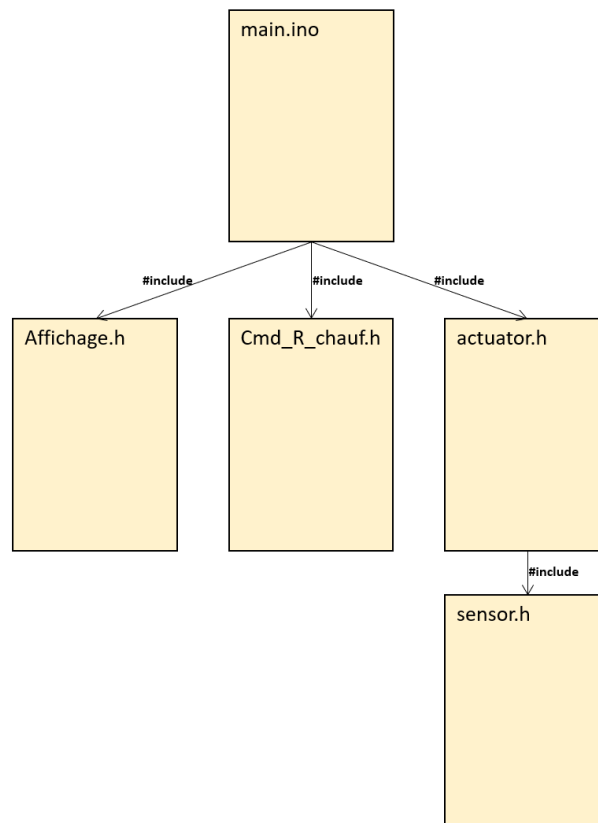 main.ino
#include
#include
#include
Affichage.h
Cmd_R_chauf.h
actuator.h
#include
sensor.h